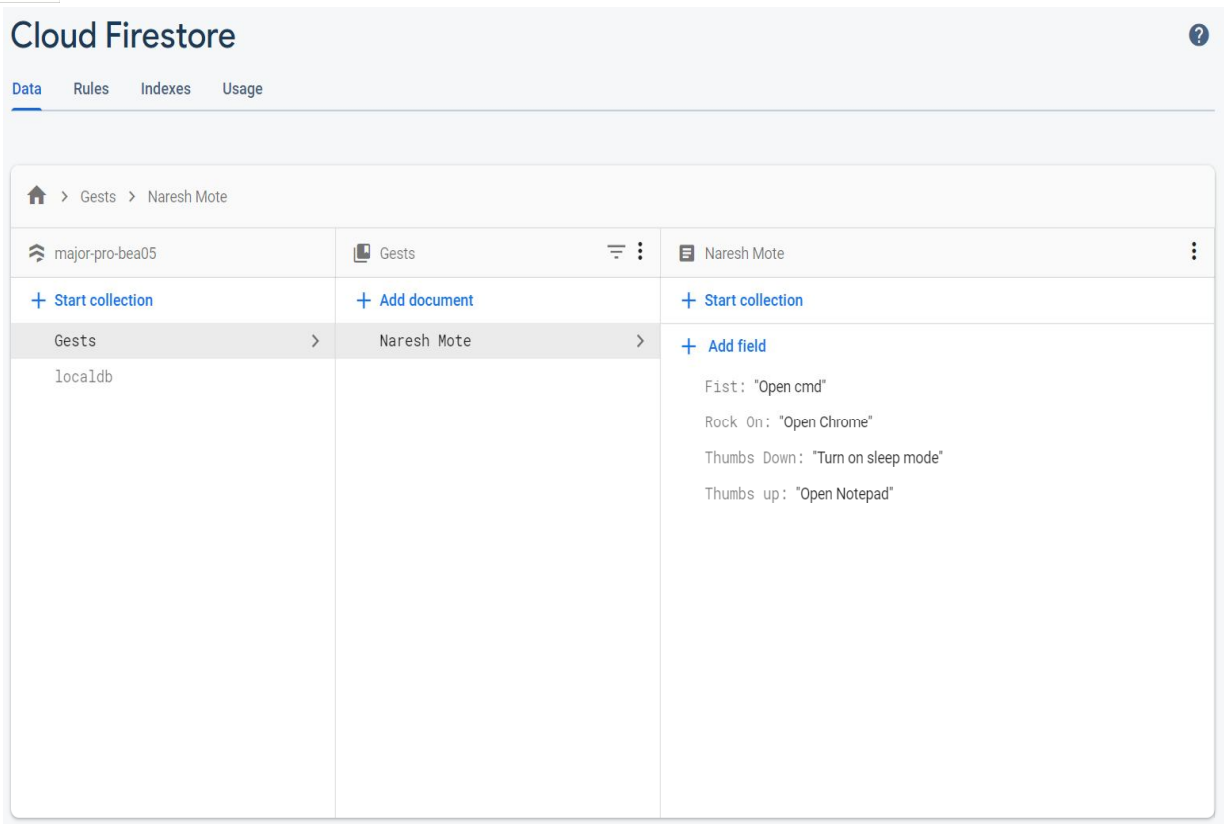 Cloud Firestore
Data Rules Indexes Usage
Gests Naresh Mote
major-pro-bea05
Start collection
Gests
localdb
Gests
Add document
Naresh Mote
Naresh Mote
Start collection
Add field
Fist: "Open cmd"
Rock On: "Open Chrome"
Thumbs Down: "Turn on sleep mode"
Thumbs up: "Open Notepad"